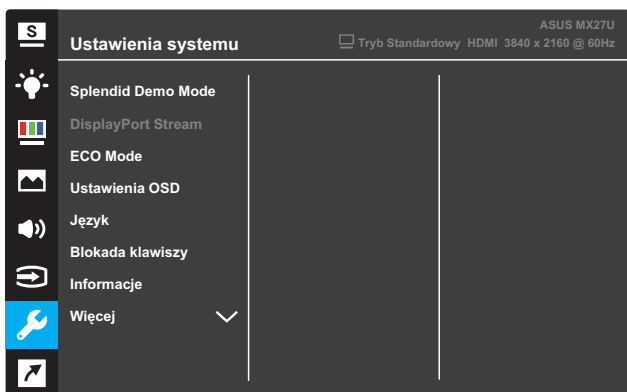 S
ASUS MX27U
Ustawienia systemu
Tryb Standardowy HDMI 3840 x 2160 @ 60Hz
Splendid Demo Mode
DisplayPort Stream
ECO Mode
Ustawienia OSD
Język
Blokada klawiszy
Informacje
Więcej